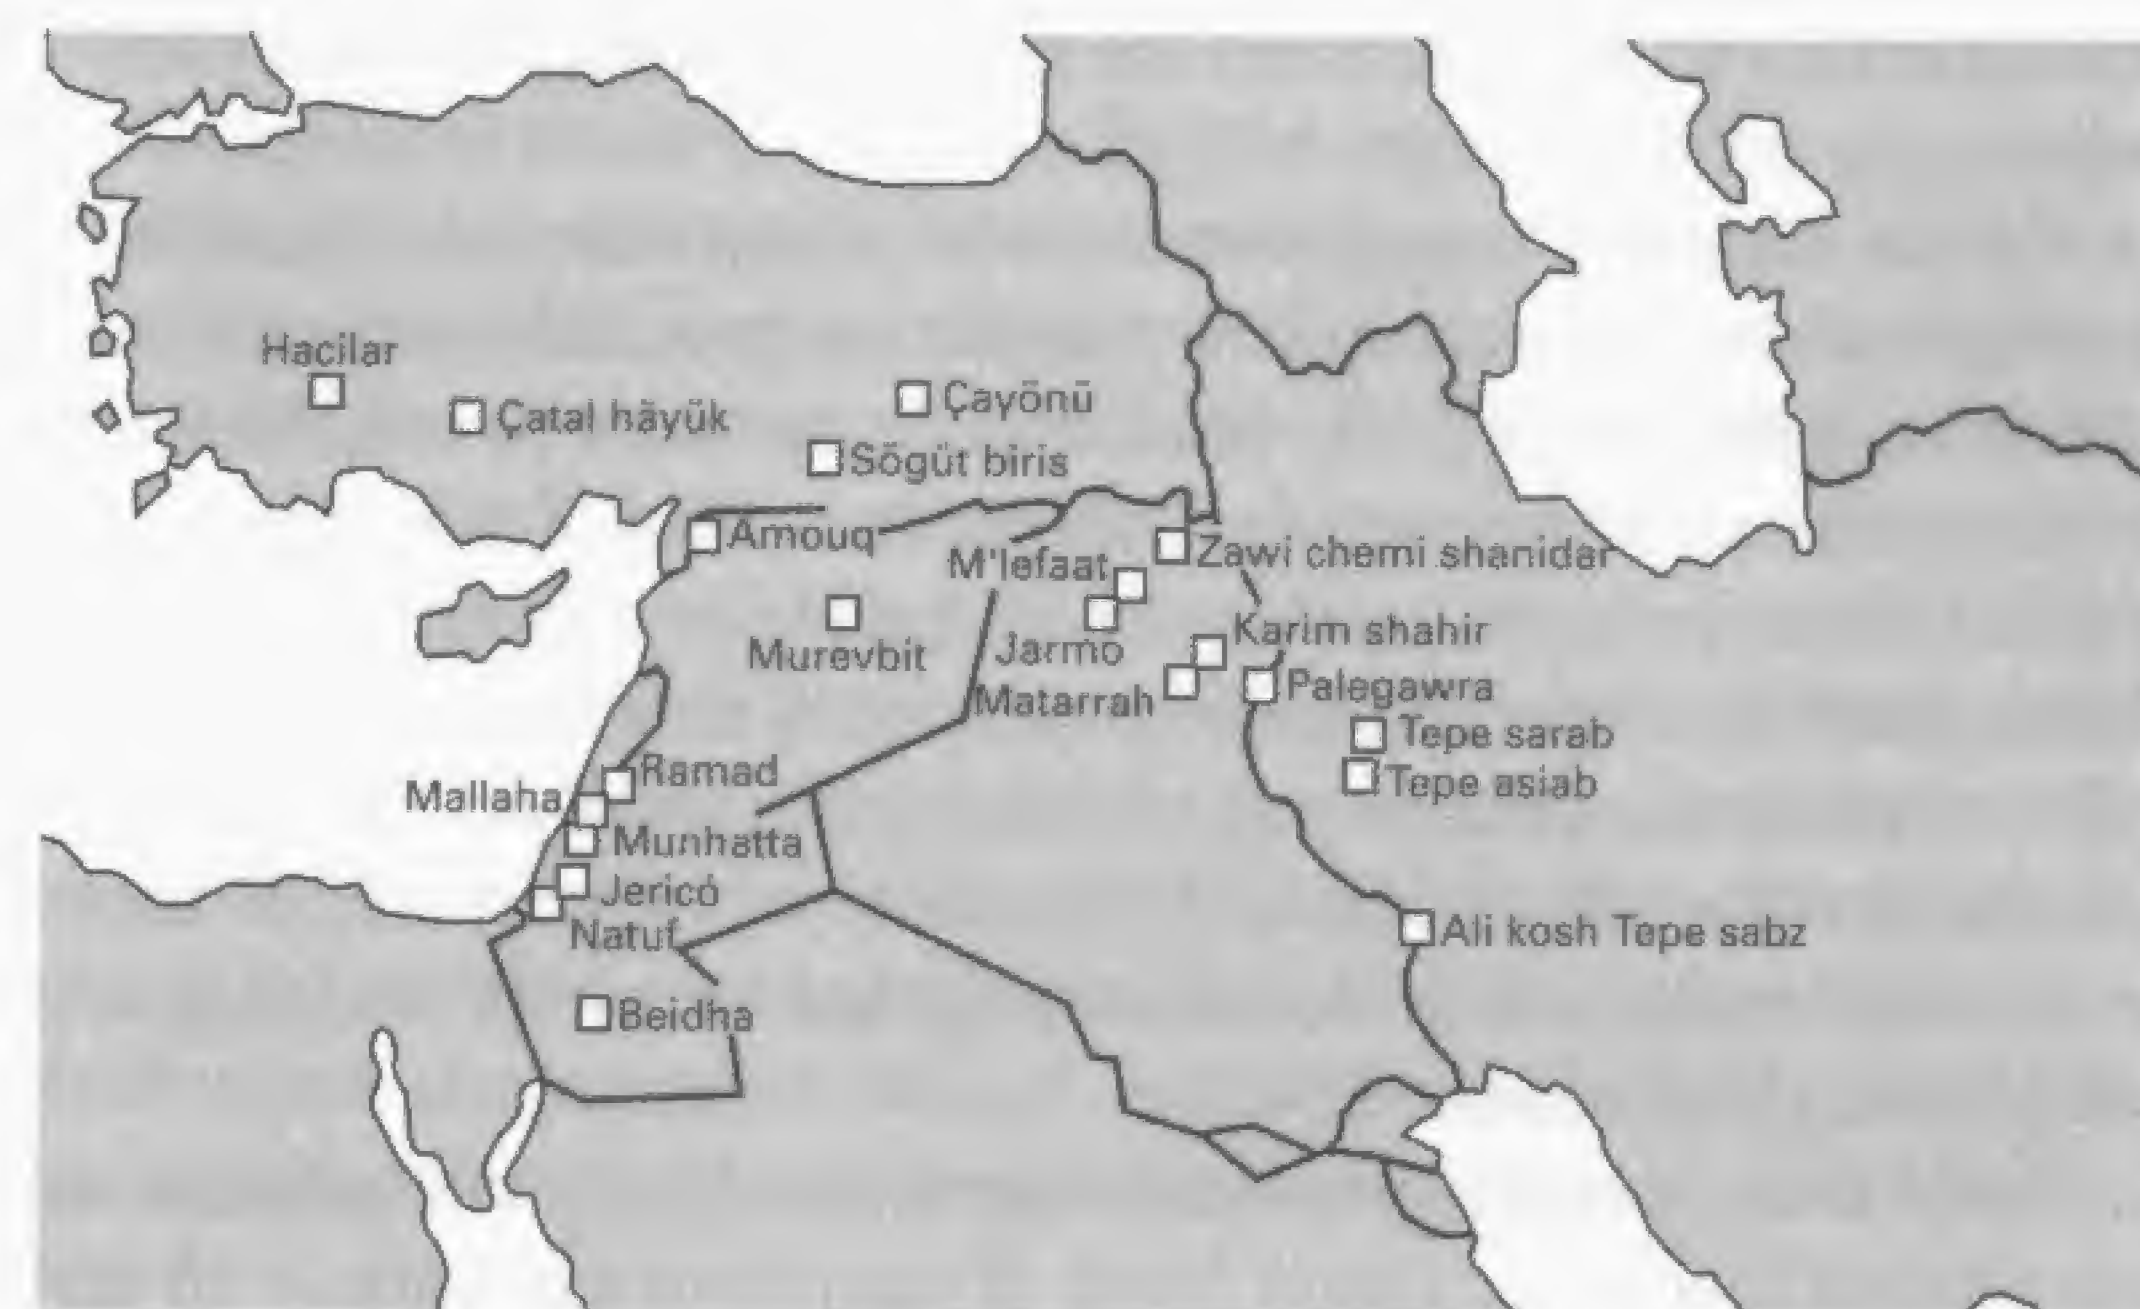 Hacilar
Çatal häyük
Çayönü
Sögüt biris
Amouq
M'lefaat
Zawi chemi shanidar
Murevbit
Jarmo
Karim shahir
Matarrah
Palegawra
Tepe sarab
Tepe asiab
Ramad
Mallaha
Munhatta
Jericó
Natuf
Ali kosh Tepe sabz
Beidha